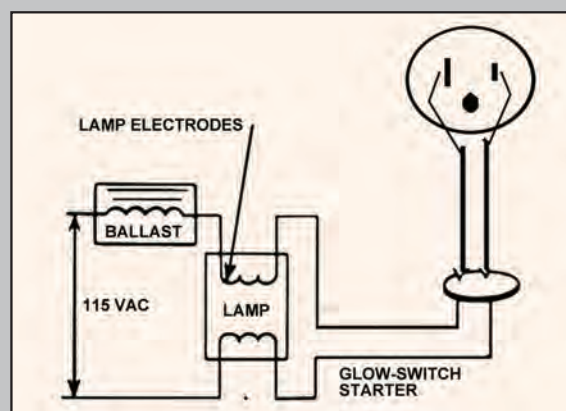 LAMP ELECTRODES
BALLAST
115 VAC
LAMP
GLOW-SWITCH
STARTER